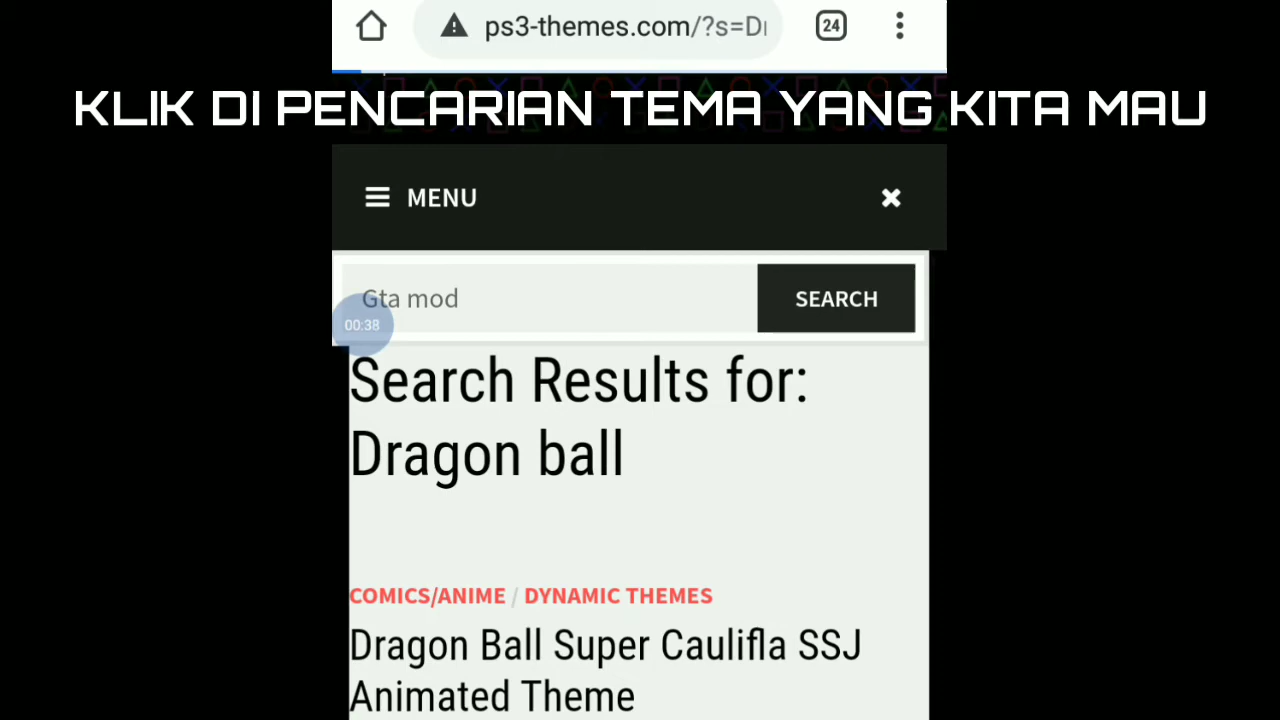 ps3-themes.com/?s=D
24
KLIK DI PENCARIAN TEMA YANG KITA MAU
MENU
Gta mod
SEARCH
00:38
Search Results for:
Dragon ball
COMICS/ANIME / DYNAMIC THEMES
Dragon Ball Super Caulifla SSJ
Animated Theme